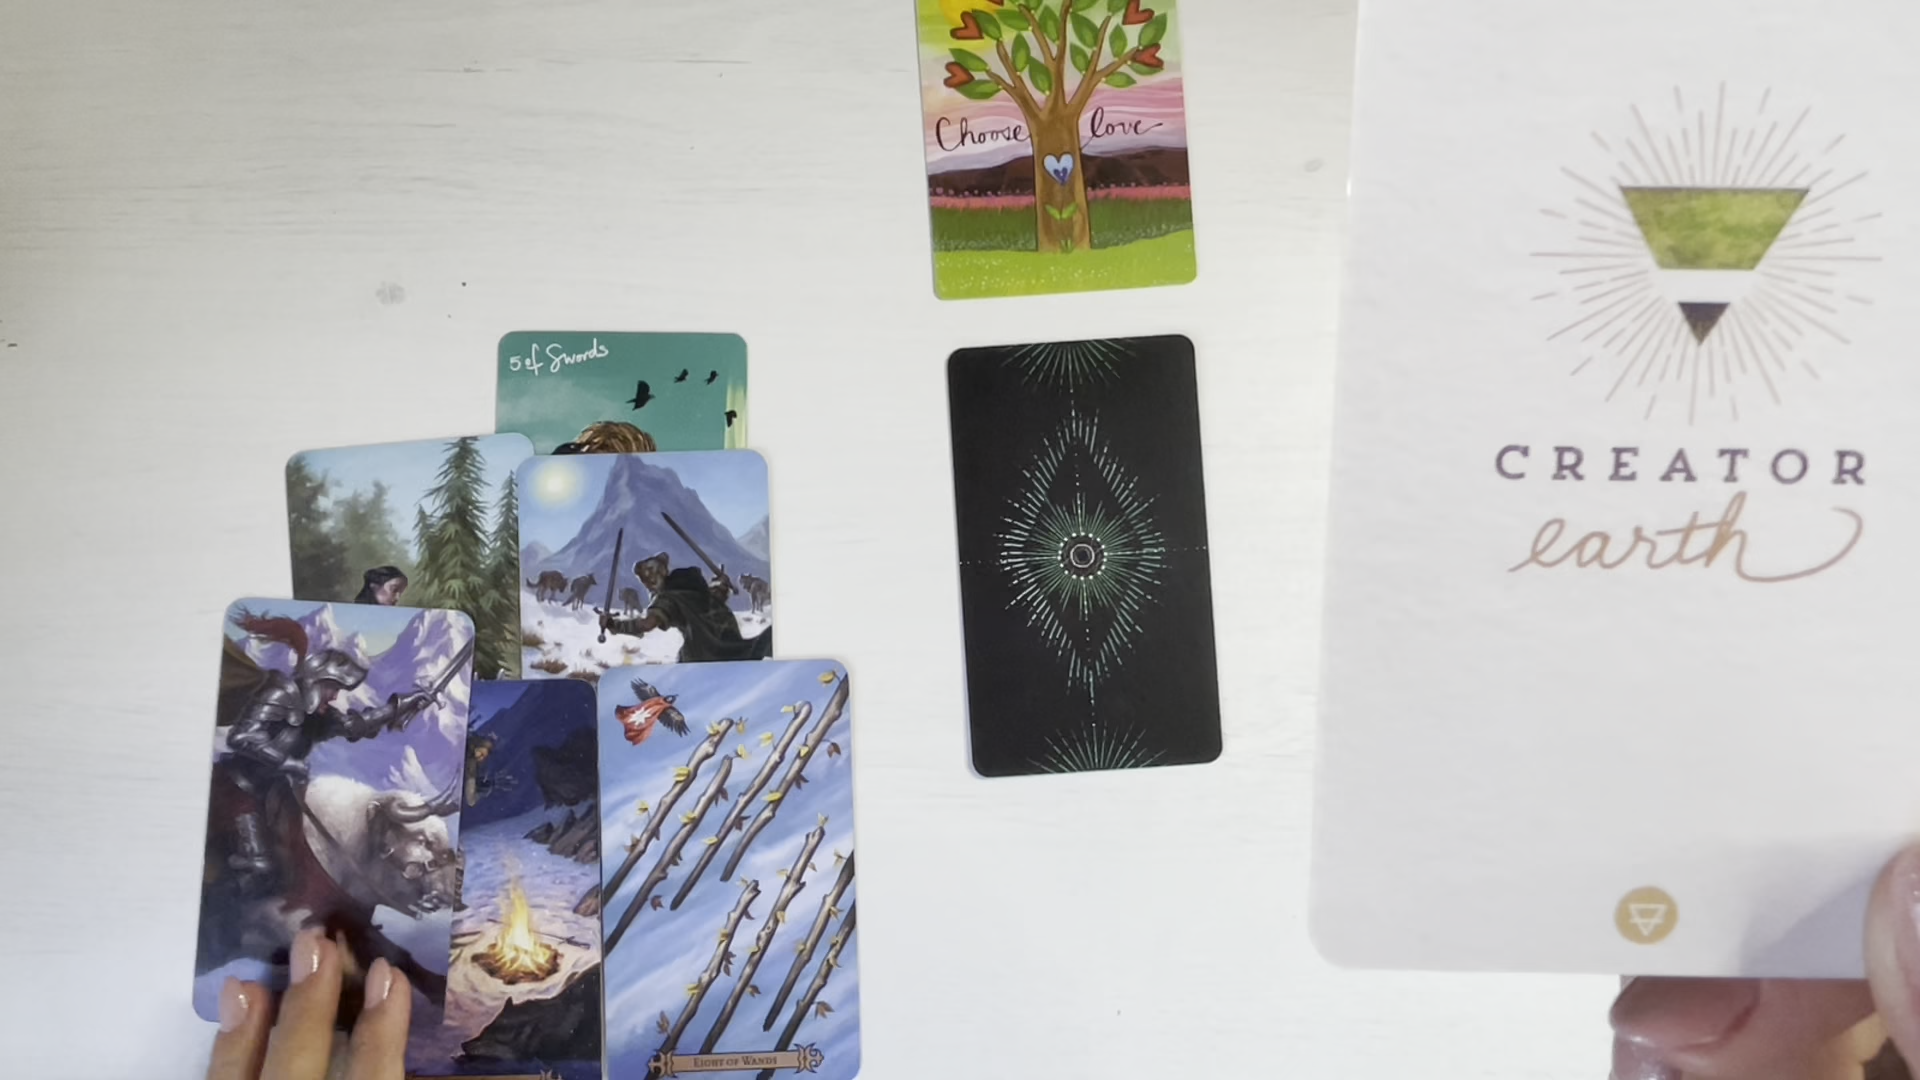 Choose love
5 of Swords
CREATOR
earth
EIGHT OF WANDS